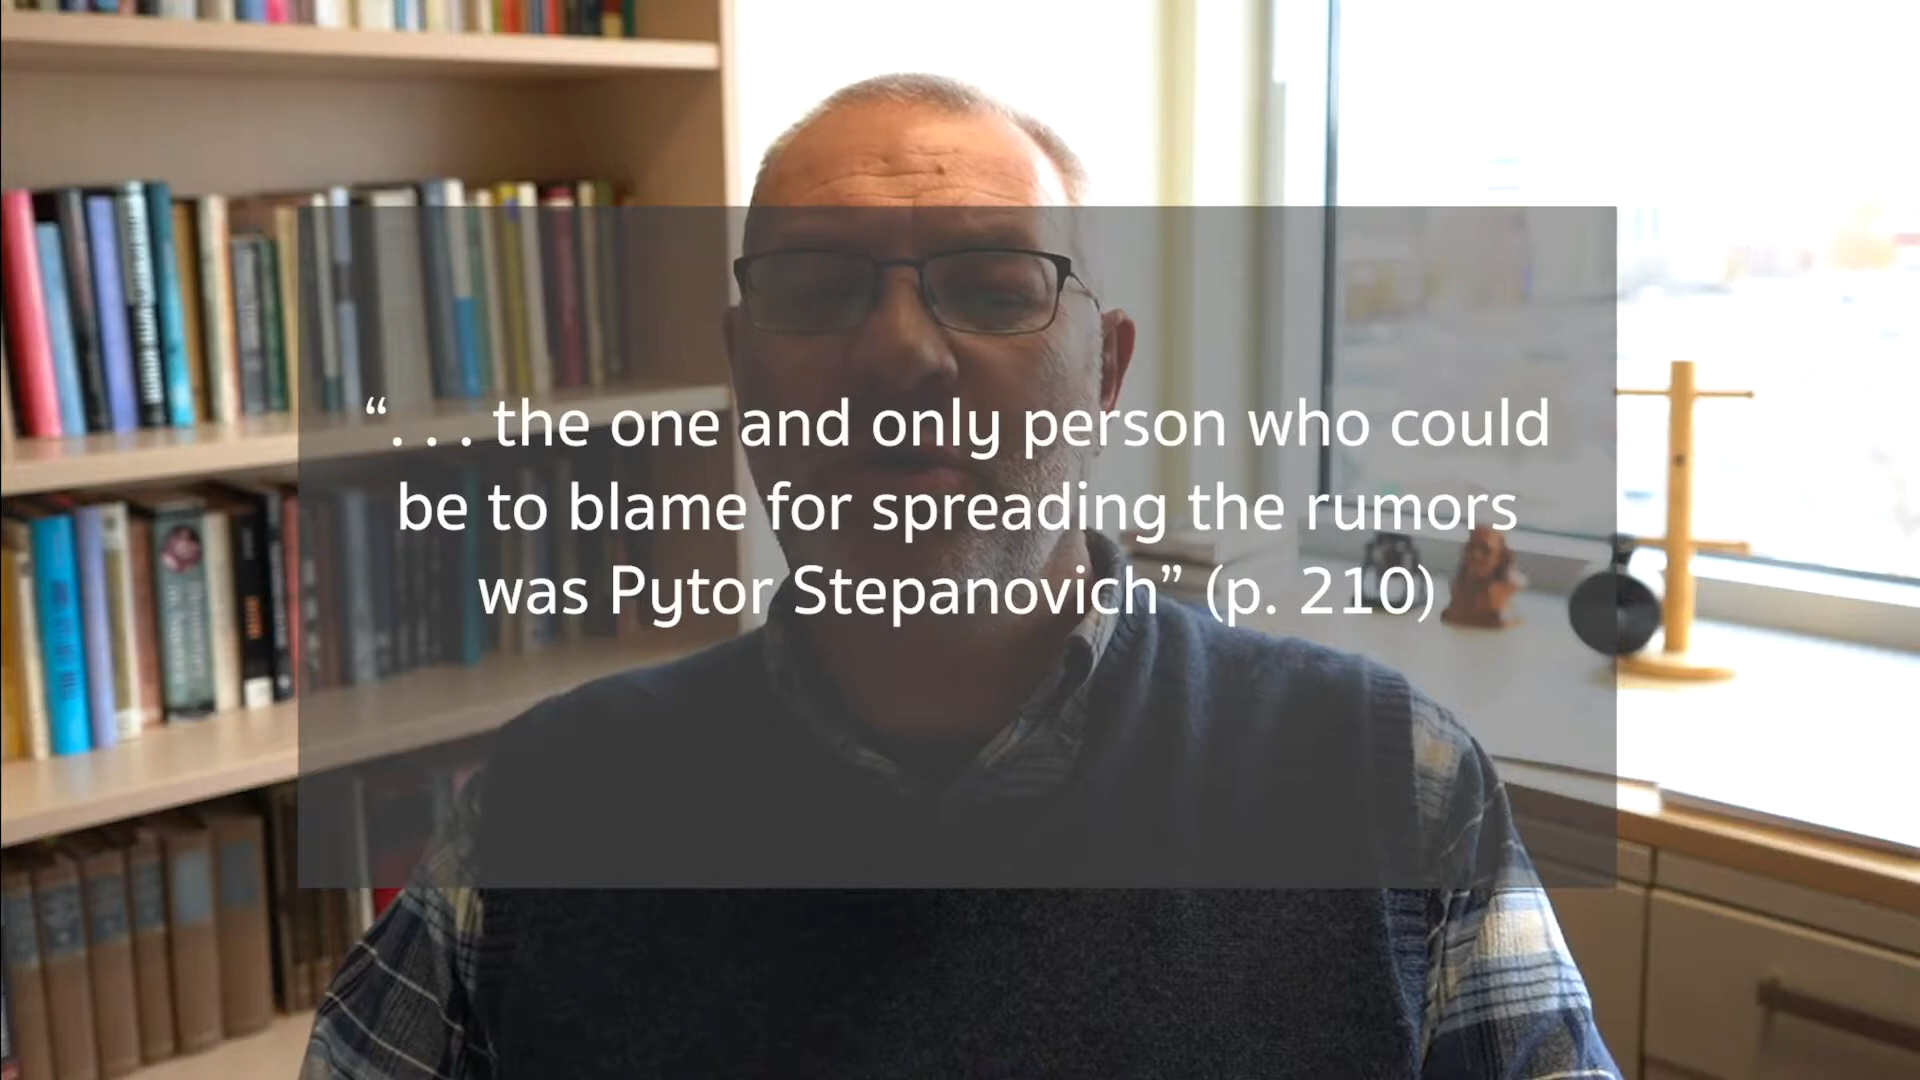 “. . . the one and only person who could
be to blame for spreading the rumors
was Pytor Stepanovich” (p. 210)